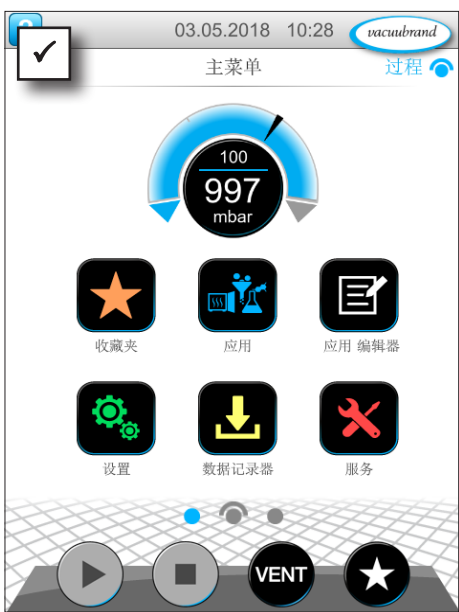 03.05.2018 10:28 vacuubrand
主菜单 过程
100
997
mbar
收藏夹 应用 应用 编辑器
设置 数据记录器 服务
VENT